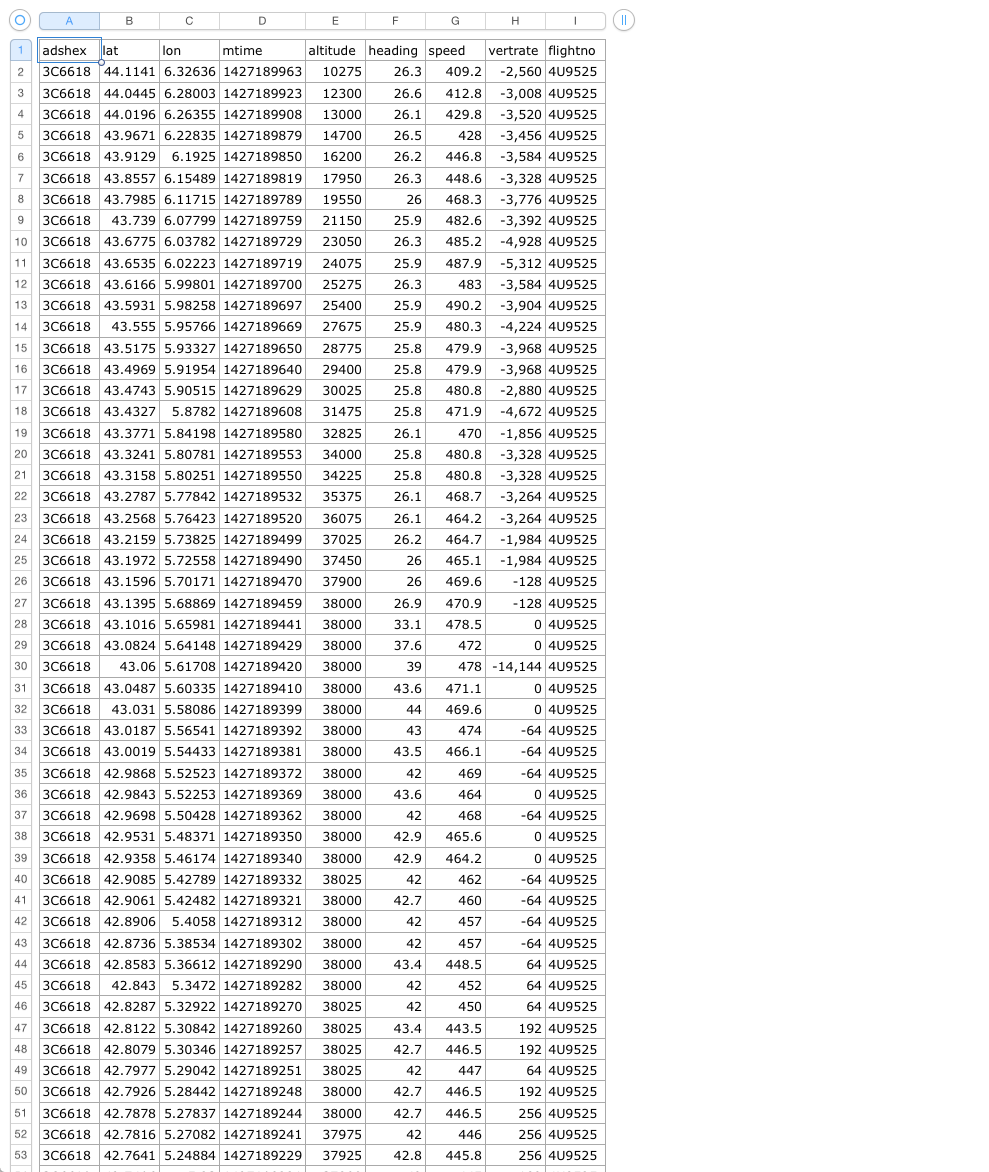 A B C D E F G H I
1 adshex lat lon mtime altitude heading speed vertrate flightno
2 3C6618 44.1141 6.32636 1427189963 10275 26.3 409.2 -2,560 4U9525
3 3C6618 44.0445 6.28003 1427189923 12300 26.6 412.8 -3,008 4U9525
4 3C6618 44.0196 6.26355 1427189908 13000 26.1 429.8 -3,520 4U9525
5 3C6618 43.9671 6.22835 1427189879 14700 26.5 428 -3,456 4U9525
6 3C6618 43.9129 6.1925 1427189850 16200 26.2 446.8 -3,584 4U9525
7 3C6618 43.8557 6.15489 1427189819 17950 26.3 448.6 -3,328 4U9525
8 3C6618 43.7985 6.11715 1427189789 19550 26 468.3 -3,776 4U9525
9 3C6618 43.739 6.07799 1427189759 21150 25.9 482.6 -3,392 4U9525
10 3C6618 43.6775 6.03782 1427189729 23050 26.3 485.2 -4,928 4U9525
11 3C6618 43.6535 6.02223 1427189719 24075 25.9 487.9 -5,312 4U9525
12 3C6618 43.6166 5.99801 1427189700 25275 26.3 483 -3,584 4U9525
13 3C6618 43.5931 5.98258 1427189697 25400 25.9 490.2 -3,904 4U9525
14 3C6618 43.555 5.95766 1427189669 27675 25.9 480.3 -4,224 4U9525
15 3C6618 43.5175 5.93327 1427189650 28775 25.8 479.9 -3,968 4U9525
16 3C6618 43.4969 5.91954 1427189640 29400 25.8 479.9 -3,968 4U9525
17 3C6618 43.4743 5.90515 1427189629 30025 25.8 480.8 -2,880 4U9525
18 3C6618 43.4327 5.8782 1427189608 31475 25.8 471.9 -4,672 4U9525
19 3C6618 43.3771 5.84198 1427189580 32825 26.1 470 -1,856 4U9525
20 3C6618 43.3241 5.80781 1427189553 34000 25.8 480.8 -3,328 4U9525
21 3C6618 43.3158 5.80251 1427189550 34225 25.8 480.8 -3,328 4U9525
22 3C6618 43.2787 5.77842 1427189532 35375 26.1 468.7 -3,264 4U9525
23 3C6618 43.2568 5.76423 1427189520 36075 26.1 464.2 -3,264 4U9525
24 3C6618 43.2159 5.73825 1427189499 37025 26.2 464.7 -1,984 4U9525
25 3C6618 43.1972 5.72558 1427189490 37450 26 465.1 -1,984 4U9525
26 3C6618 43.1596 5.70171 1427189470 37900 26 469.6 -128 4U9525
27 3C6618 43.1395 5.68869 1427189459 38000 26.9 470.9 -128 4U9525
28 3C6618 43.1016 5.65981 1427189441 38000 33.1 478.5 0 4U9525
29 3C6618 43.0824 5.64148 1427189429 38000 37.6 472 0 4U9525
30 3C6618 43.06 5.61708 1427189420 38000 39 478 -14,144 4U9525
31 3C6618 43.0487 5.60335 1427189410 38000 43.6 471.1 0 4U9525
32 3C6618 43.031 5.58086 1427189399 38000 44 469.6 0 4U9525
33 3C6618 43.0187 5.56541 1427189392 38000 43 474 -64 4U9525
34 3C6618 43.0019 5.54433 1427189381 38000 43.5 466.1 -64 4U9525
35 3C6618 42.9868 5.52523 1427189372 38000 42 469 -64 4U9525
36 3C6618 42.9843 5.52253 1427189369 38000 43.6 464 0 4U9525
37 3C6618 42.9698 5.50428 1427189362 38000 42 468 -64 4U9525
38 3C6618 42.9531 5.48371 1427189350 38000 42.9 465.6 0 4U9525
39 3C6618 42.9358 5.46174 1427189340 38000 42.9 464.2 0 4U9525
40 3C6618 42.9085 5.42789 1427189332 38025 42 462 -64 4U9525
41 3C6618 42.9061 5.42482 1427189321 38000 42.7 460 -64 4U9525
42 3C6618 42.8906 5.4058 1427189312 38000 42 457 -64 4U9525
43 3C6618 42.8736 5.38534 1427189302 38000 42 457 -64 4U9525
44 3C6618 42.8583 5.36612 1427189290 38000 43.4 448.5 64 4U9525
45 3C6618 42.843 5.3472 1427189282 38000 42 452 64 4U9525
46 3C6618 42.8287 5.32922 1427189270 38025 42 450 64 4U9525
47 3C6618 42.8122 5.30842 1427189260 38025 43.4 443.5 192 4U9525
48 3C6618 42.8079 5.30346 1427189257 38025 42.7 446.5 192 4U9525
49 3C6618 42.7977 5.29042 1427189251 38025 42 447 64 4U9525
50 3C6618 42.7926 5.28442 1427189248 38000 42.7 446.5 192 4U9525
51 3C6618 42.7878 5.27837 1427189244 38000 42.7 446.5 256 4U9525
52 3C6618 42.7816 5.27082 1427189241 37975 42 446 256 4U9525
53 3C6618 42.7641 5.24884 1427189229 37925 42.8 445.8 256 4U9525